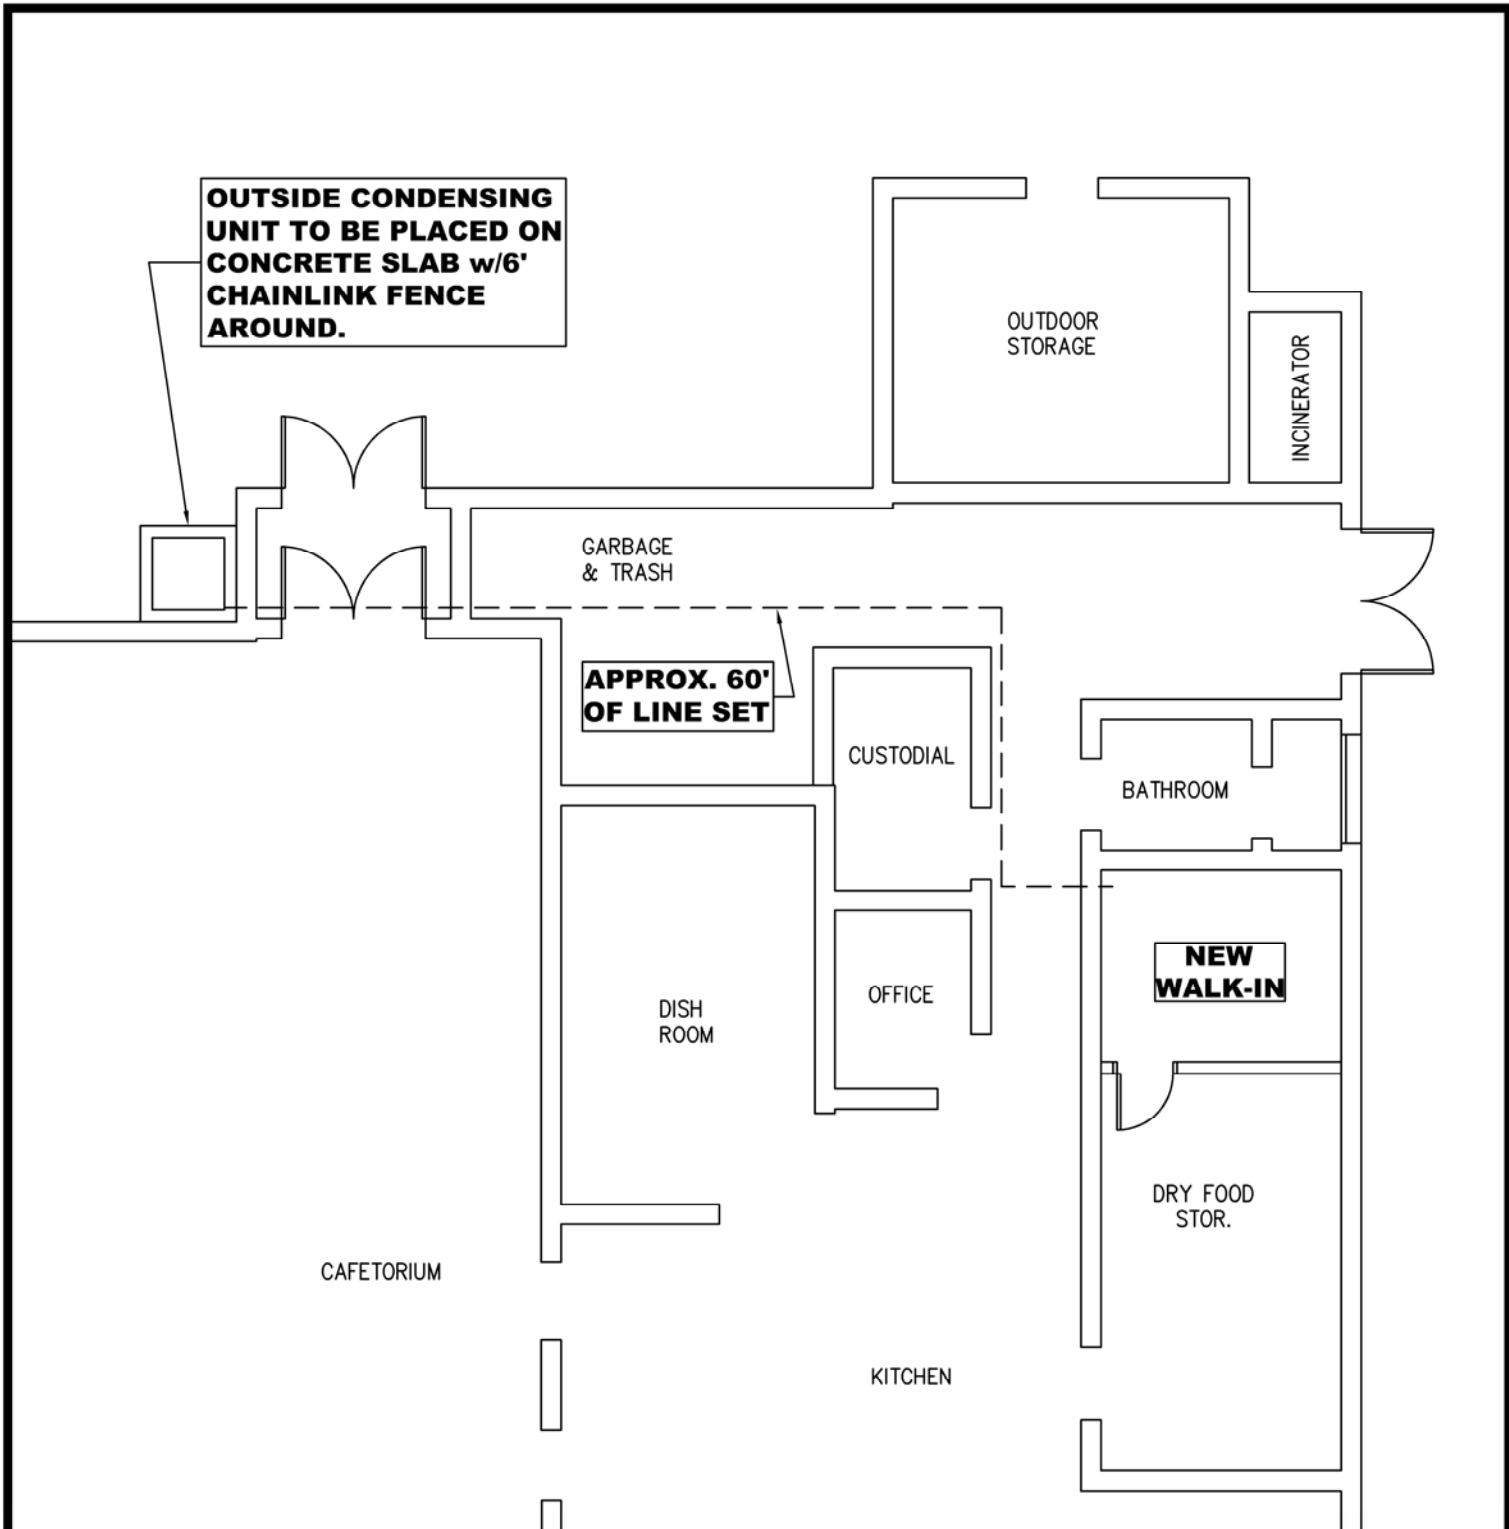 OUTSIDE CONDENSING
UNIT TO BE PLACED ON
CONCRETE SLAB w/6'
CHAINLINK FENCE
AROUND.
OUTDOOR
STORAGE
INCINERATOR
GARBAGE
& TRASH
APPROX. 60'
OF LINE SET
CUSTODIAL
BATHROOM
NEW
WALK-IN
OFFICE
DISH
ROOM
DRY FOOD
STOR.
CAFETORIUM
KITCHEN